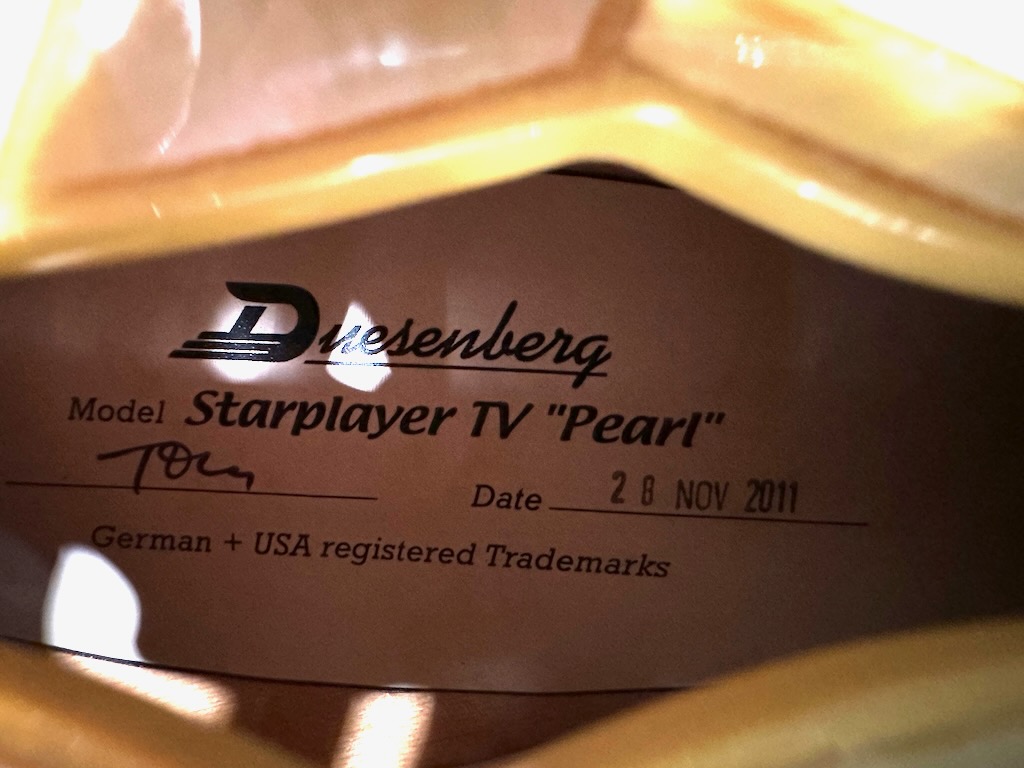 Duesenberg
Model Starplayer TV "Pearl"
Date 28 NOV 2011
German + USA registered Trademarks